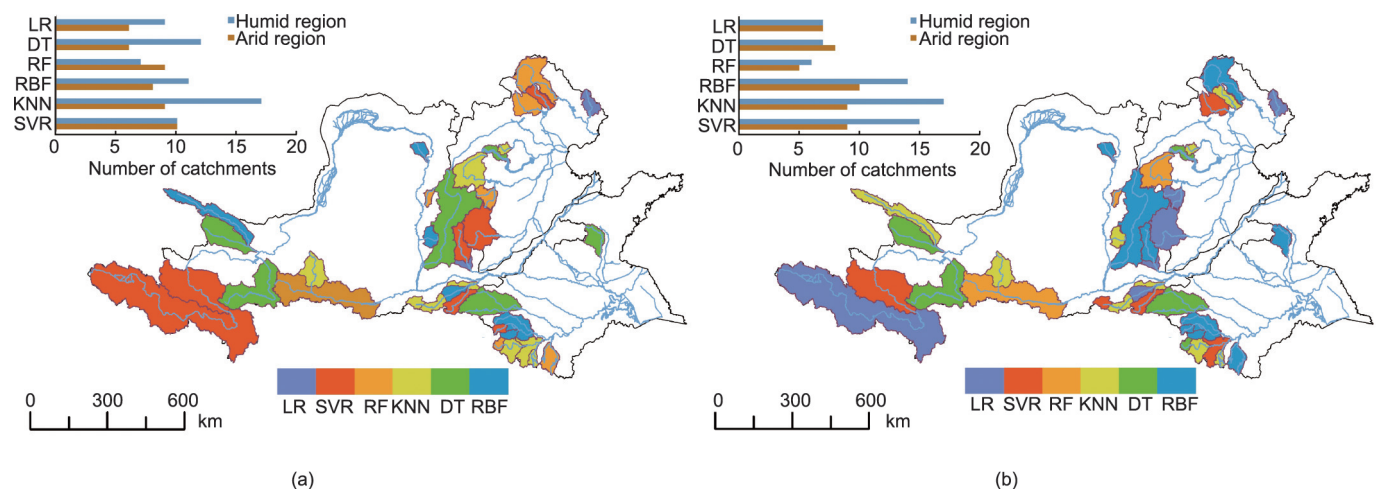 LR
DT
RF
RBF
KNN
SVR
Humid region
Arid region
0 5 10 15 20
Number of catchments
LR SVR RF KNN DT RBF
0 300 600
km
(a)
LR
DT
RF
RBF
KNN
SVR
Humid region
Arid region
0 5 10 15 20
Number of catchments
LR SVR RF KNN DT RBF
0 300 600
km
(b)